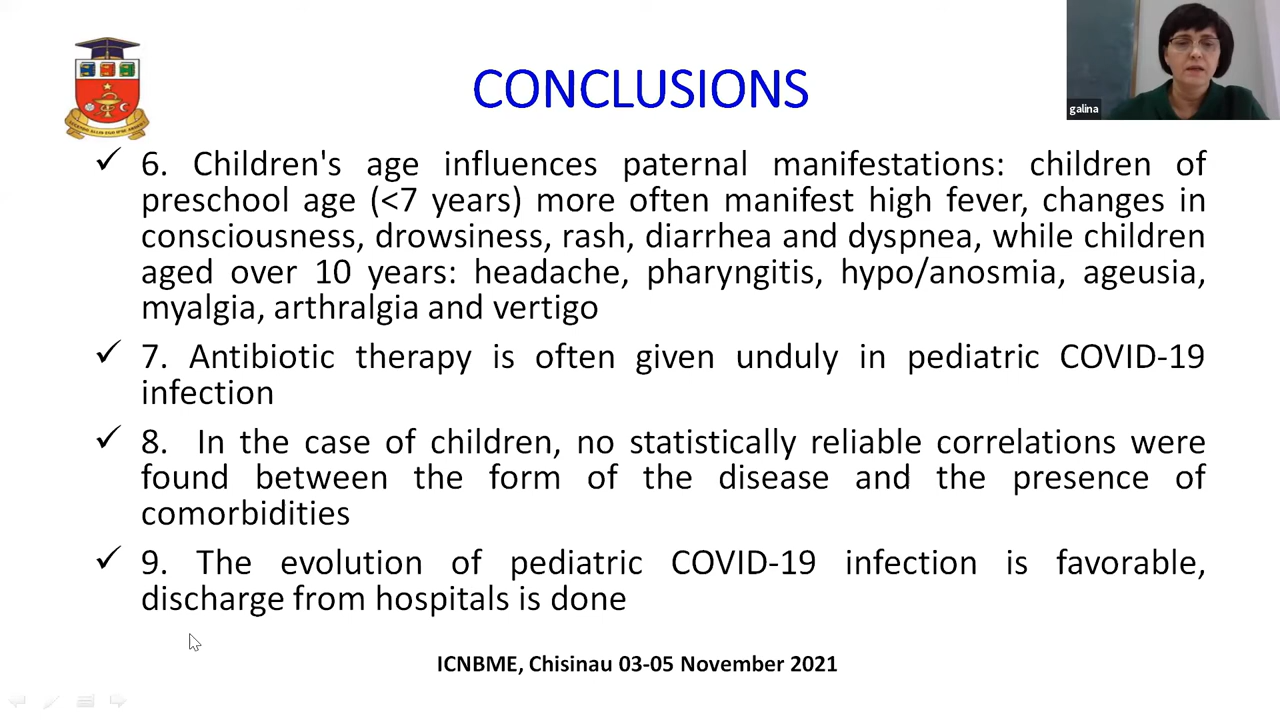 CONCLUSIONS
galina
✓ 6. Children's age influences paternal manifestations: children of
preschool age (<7 years) more often manifest high fever, changes in
consciousness, drowsiness, rash, diarrhea and dyspnea, while children
aged over 10 years: headache, pharyngitis, hypo/anosmia, ageusia,
myalgia, arthralgia and vertigo
✓ 7. Antibiotic therapy is often given unduly in pediatric COVID-19
infection
✓ 8. In the case of children, no statistically reliable correlations were
found between the form of the disease and the presence of
comorbidities
✓ 9. The evolution of pediatric COVID-19 infection is favorable,
discharge from hospitals is done
ICNBME, Chisinau 03-05 November 2021